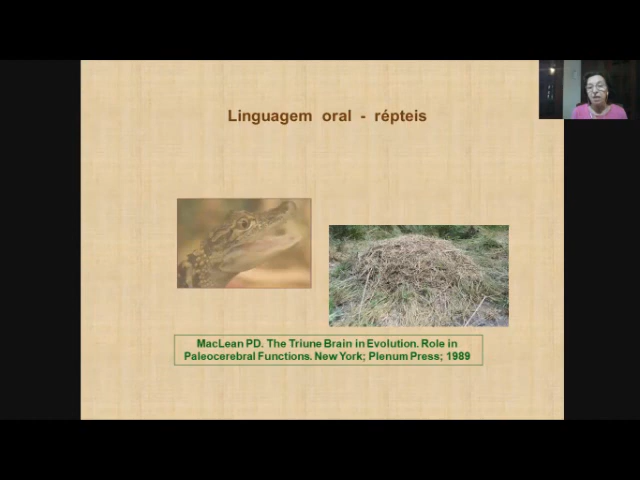 Linguagem oral - répteis
MacLean PD. The Triune Brain in Evolution. Role in
Paleocerebral Functions. New York; Plenum Press; 1989